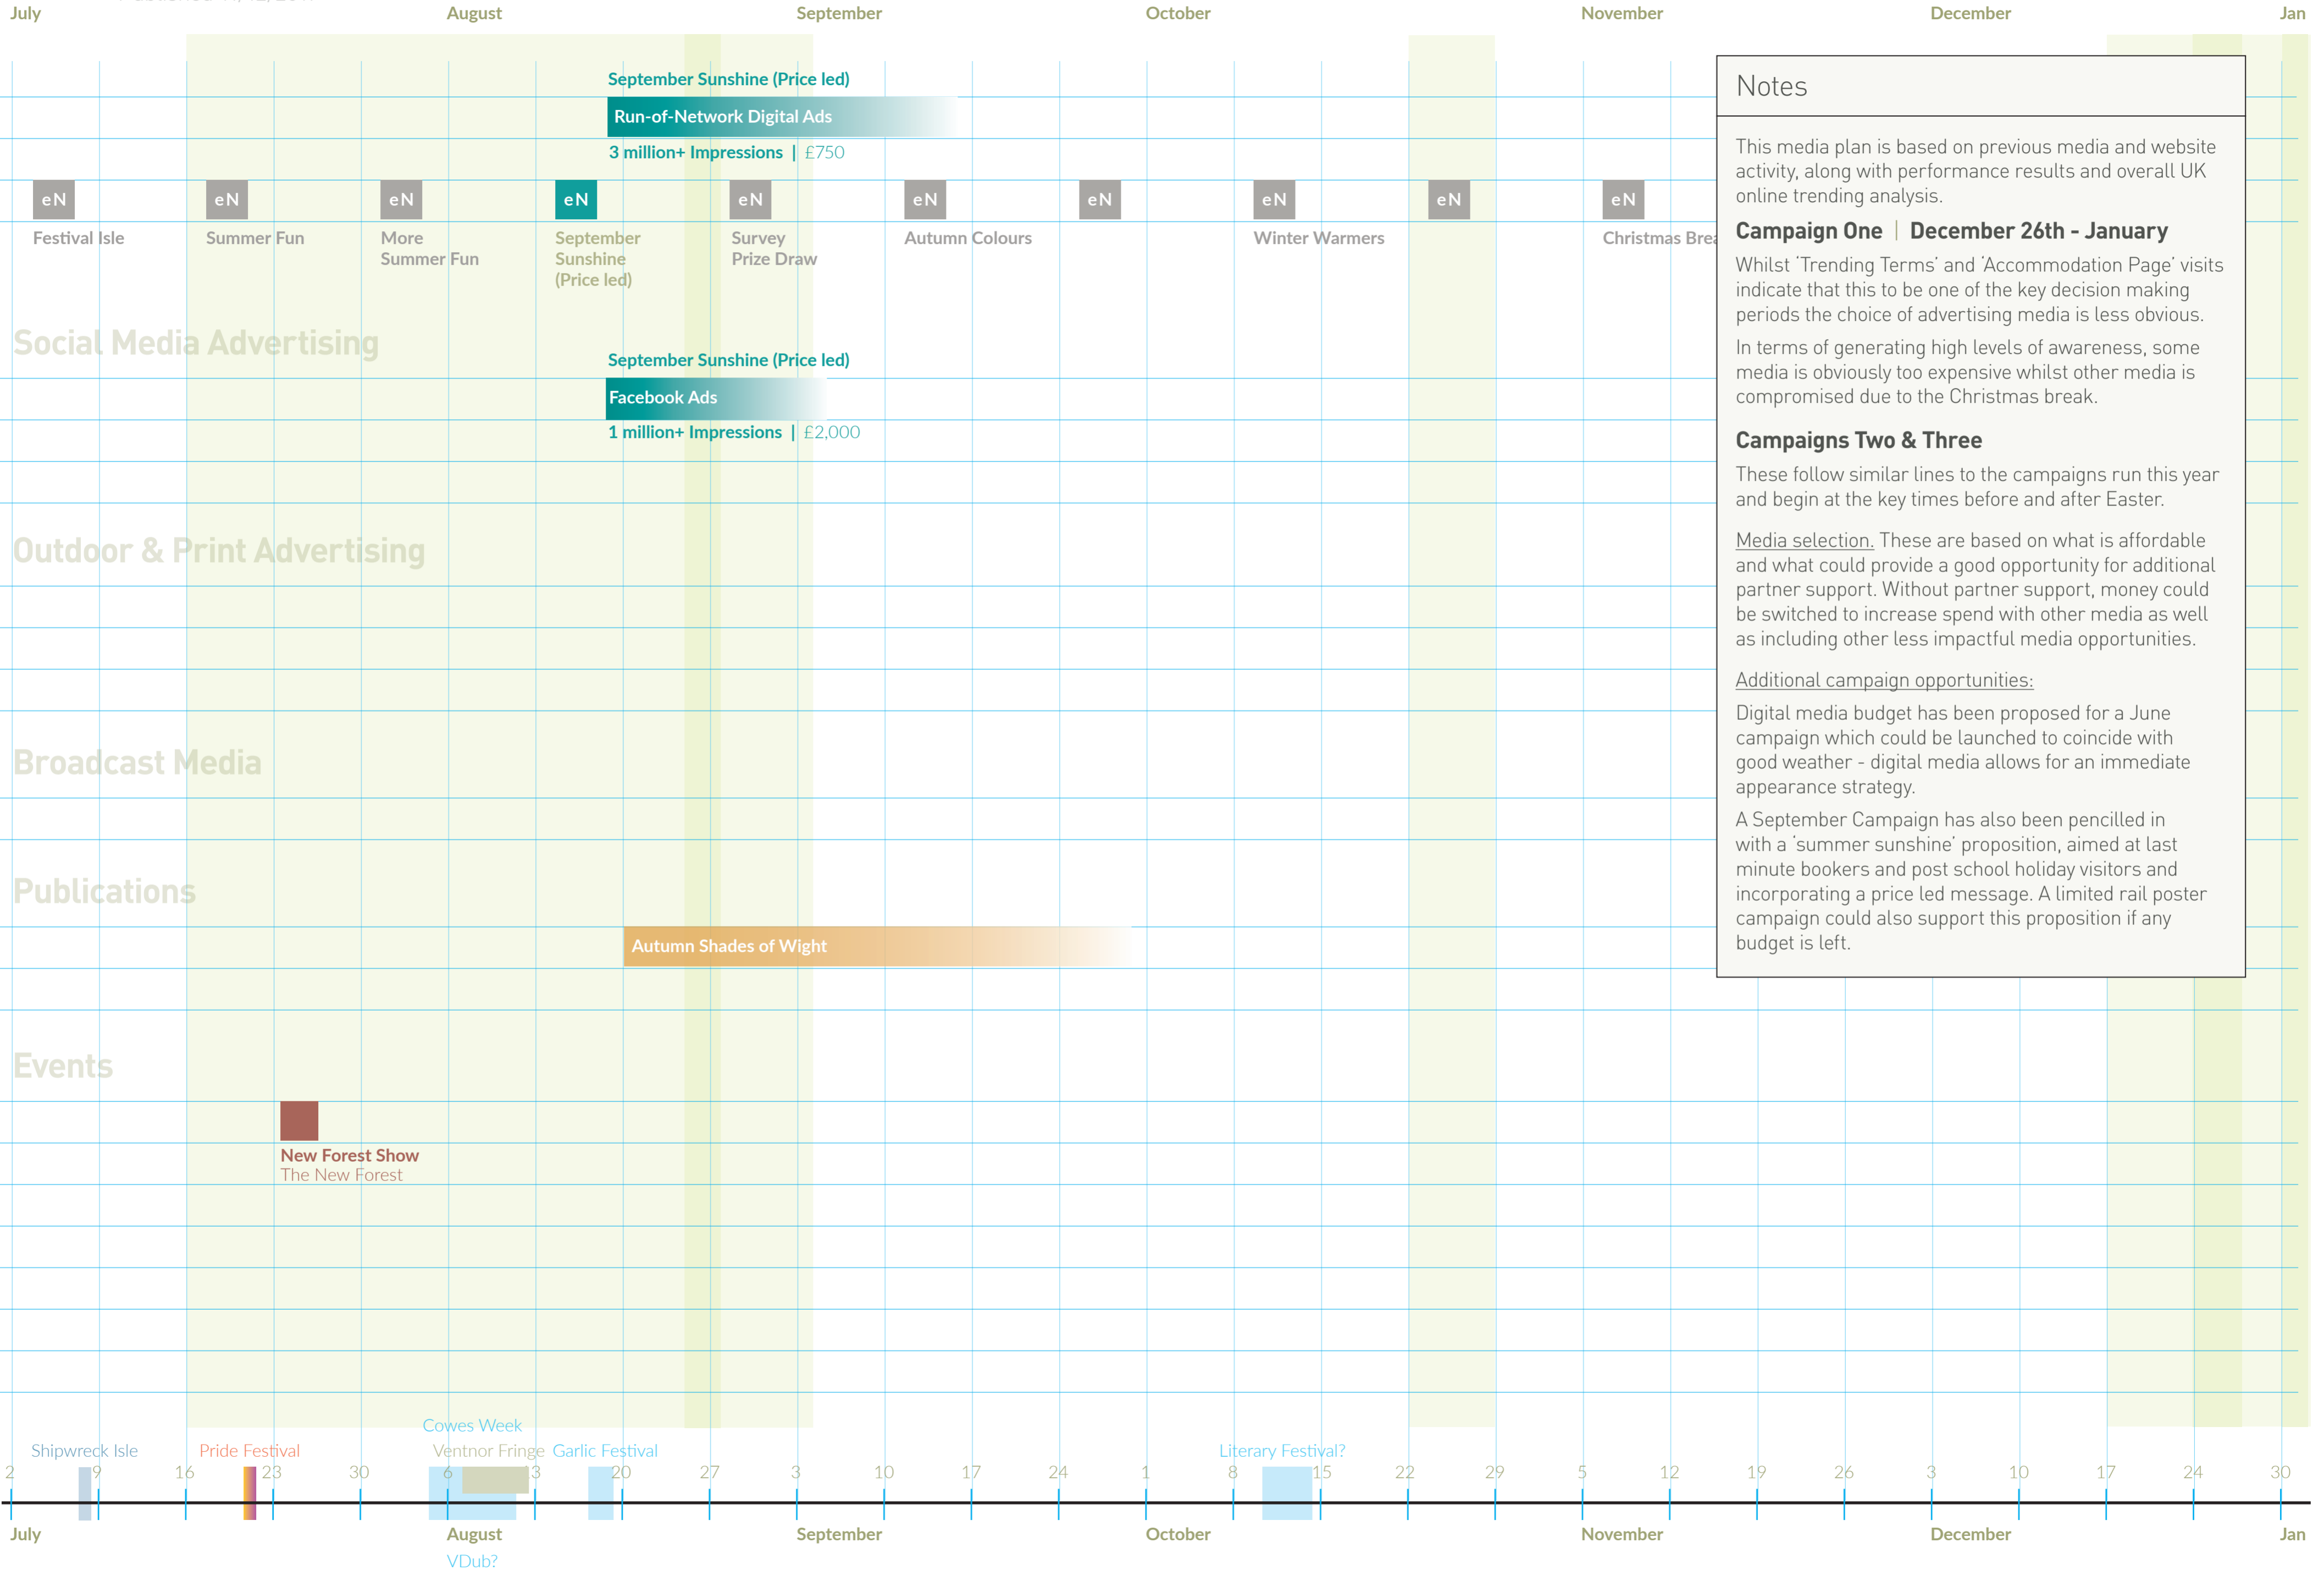 July August September October November December Jan
September Sunshine (Price led)
Run-of-Network Digital Ads
3 million+ Impressions | £750
eN eN eN eN eN eN eN eN eN eN
Festival Isle
Summer Fun
More
Summer Fun
September
Sunshine
(Price led)
Survey
Prize Draw
Autumn Colours
Winter Warmers
Christmas Brea
Social Media Advertising
September Sunshine (Price led)
Facebook Ads
1 million+ Impressions | £2,000
Outdoor & Print Advertising
Broadcast Media
Publications
Autumn Shades of Wight
Events
New Forest Show
The New Forest
Notes
This media plan is based on previous media and website
activity, along with performance results and overall UK
online trending analysis.
Campaign One | December 26th - January
Whilst ‘Trending Terms’ and ‘Accommodation Page’ visits
indicate that this to be one of the key decision making
periods the choice of advertising media is less obvious.
In terms of generating high levels of awareness, some
media is obviously too expensive whilst other media is
compromised due to the Christmas break.
Campaigns Two & Three
These follow similar lines to the campaigns run this year
and begin at the key times before and after Easter.
Media selection. These are based on what is affordable
and what could provide a good opportunity for additional
partner support. Without partner support, money could
be switched to increase spend with other media as well
as including other less impactful media opportunities.
Additional campaign opportunities:
Digital media budget has been proposed for a June
campaign which could be launched to coincide with
good weather - digital media allows for an immediate
appearance strategy.
A September Campaign has also been pencilled in
with a ‘summer sunshine’ proposition, aimed at last
minute bookers and post school holiday visitors and
incorporating a price led message. A limited rail poster
campaign could also support this proposition if any
budget is left.
Cowes Week
Shipwreck Isle Pride Festival Ventnor Fringe Garlic Festival Literary Festival?
2 9 16 23 30 6 13 20 27 3 10 17 24 1 8 15 22 29 5 12 19 26 3 10 17 24 30
July August September October November December Jan
VDub?